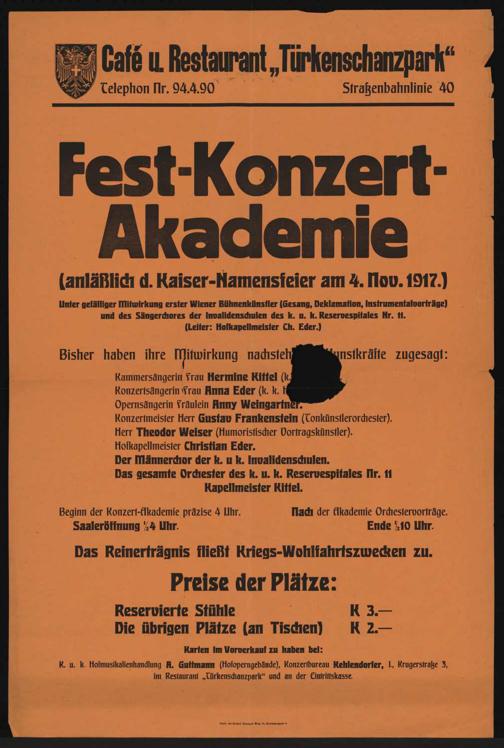 Café u. Restaurant „Türkenschanzpark“
Telephon Nr. 94.4.90 Straßenbahnlinie 40
Fest-Konzert-
Akademie
(anläßlich d. Kaiser-Namensfeier am 4. Nov. 1917.)
Unter gefälliger Mitwirkung erster Wiener Bühnenkünstler (Gesang, Deklamation, Instrumentalvorträge)
und des Sängerchores der Invalidenschulen des k. u. k. Reservespitales Nr. 11.
(Leiter: Hofkapellmeister Ch. Eder.)
Bisher haben ihre Mitwirkung nachsteh unstkräfte zugesagt:
Kammersängerin Frau Hermine Kittel (k.
Konzertsängerin Frau Anna Eder (k. k. H
Opernsängerin Fräulein Anny Weingartner.
Konzertmeister Herr Gustav Frankenstein (Tonkünstlerorchester).
Herr Theodor Weiser (Humoristischer Vortragskünstler).
Hofkapellmeister Christian Eder.
Der Männerchor der k. u k. Invalidenschulen.
Das gesamte Orchester des k. u. k. Reservespitales Nr. 11
Kapellmeister Kittel.
Beginn der Konzert-Akademie präzise 4 Uhr. Nach der Akademie Orchestervorträge.
Saaleröffnung ½4 Uhr. Ende ½10 Uhr.
Das Reinerträgnis fließt Kriegs-Wohlfahrtszwecken zu.
Preise der Plätze:
Reservierte Stühle K 3.—
Die übrigen Plätze (an Tischen) K 2.—
Karten im Vorverkauf zu haben bei:
K. u. k. Hofmusikalienhandlung A. Guttmann (Hofoperngebäude), Konzertbureau Kehlendorfer, I., Krugerstraße 3,
im Restaurant „Türkenschanzpark“ und an der Eintrittskasse.